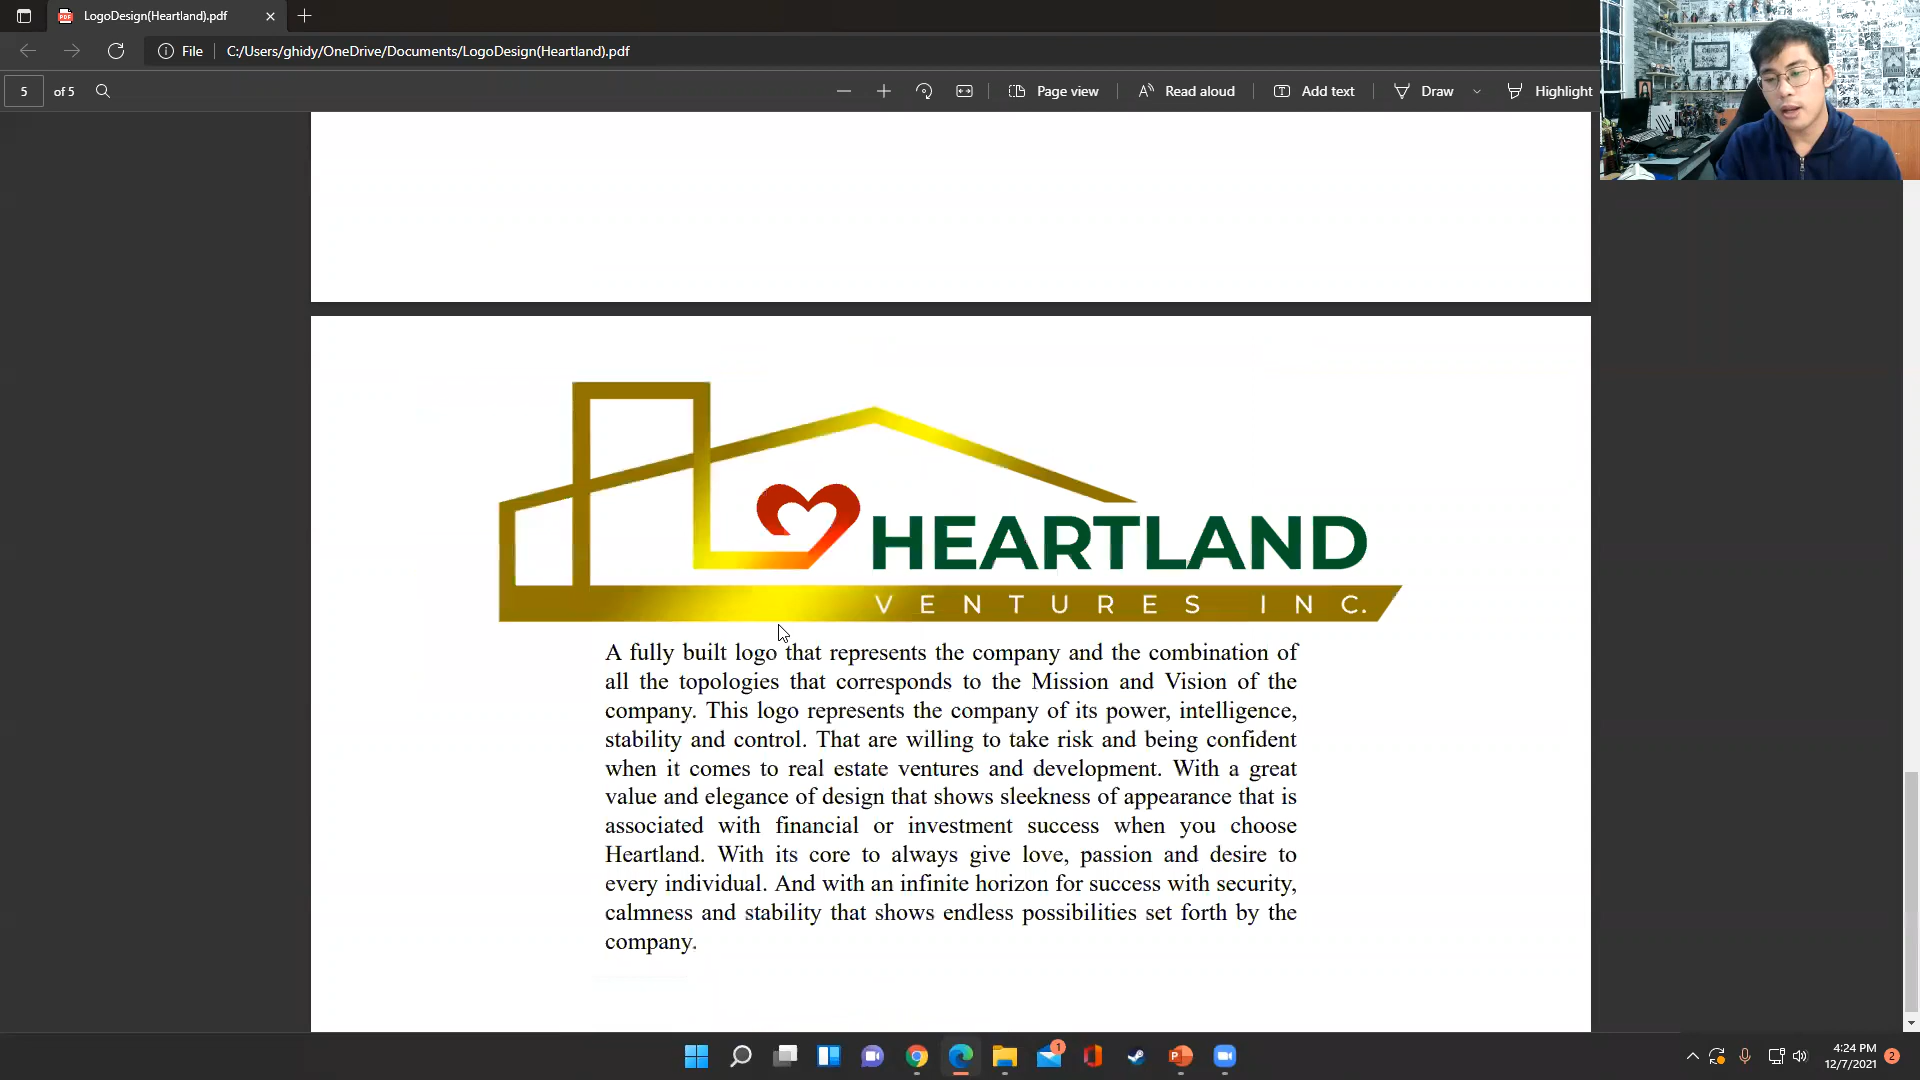 LogoDesign(Heartland).pdf
File
C:/Users/ghidy/OneDrive/Documents/LogoDesign(Heartland).pdf
5 of 5
Page view
Read aloud
Add text
Draw
Highlight
HEARTLAND
VENTURES INC.
A fully built logo that represents the company and the combination of
all the topologies that corresponds to the Mission and Vision of the
company. This logo represents the company of its power, intelligence,
stability and control. That are willing to take risk and being confident
when it comes to real estate ventures and development. With a great
value and elegance of design that shows sleekness of appearance that is
associated with financial or investment success when you choose
Heartland. With its core to always give love, passion and desire to
every individual. And with an infinite horizon for success with security,
calmness and stability that shows endless possibilities set forth by the
company.
1
4:24 PM
12/7/2021
2